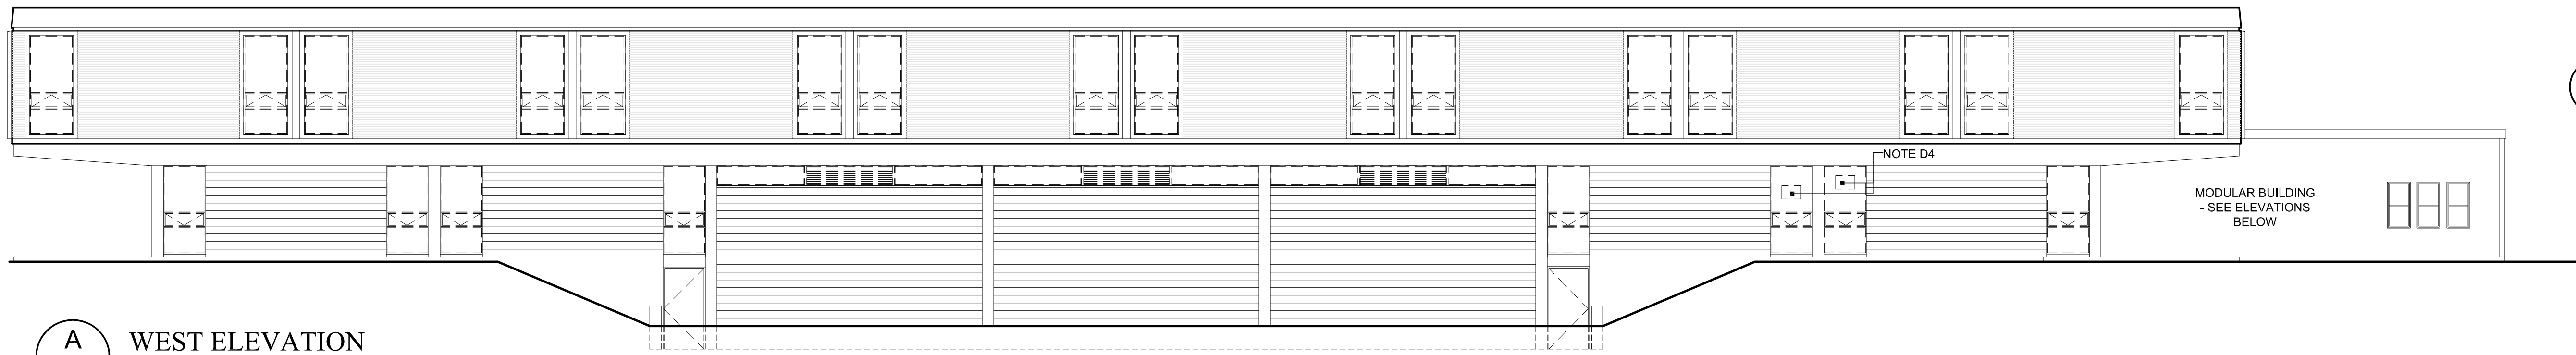 NOTE D4
MODULAR BUILDING
- SEE ELEVATIONS
BELOW
A
WEST ELEVATION